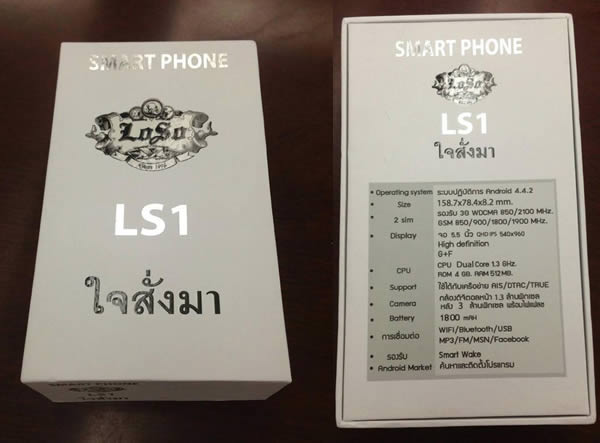 SMART PHONE
LoSo
LS1
ใจสั่งมา
SMART PHONE
LS1
SMART PHONE
LoSo
LS1
ใจสั่งมา
• Operating system ระบบปฏิบัติการ Android 4.4.2
• Size 158.7x78.4x8.2 mm.
• 2 sim รองรับ 3G WDCMA 850/2100 MHz.
GSM 850/900/1800/1900 MHz.
• Display จอ 5.5 นิ้ว QHD IPS 540x960
High definition
G+F
• CPU CPU Dual Core 1.3 GHz.
ROM 4 GB. RAM 512MB.
• Support ใช้ได้กับเครือข่าย AIS/DTAC/TRUE
• Camera กล้องดิจิตอลหน้า 1.3 ล้านพิกเซล
หลัง 3 ล้านพิกเซล พร้อมไฟแฟลช
• Battery 1800 mAH
• การเชื่อมต่อ WIFI/Bluetooth/USB
MP3/FM/MSN/Facebook
• รองรับ Smart Wake
• Android Market ค้นหาและติดตั้งโปรแกรม